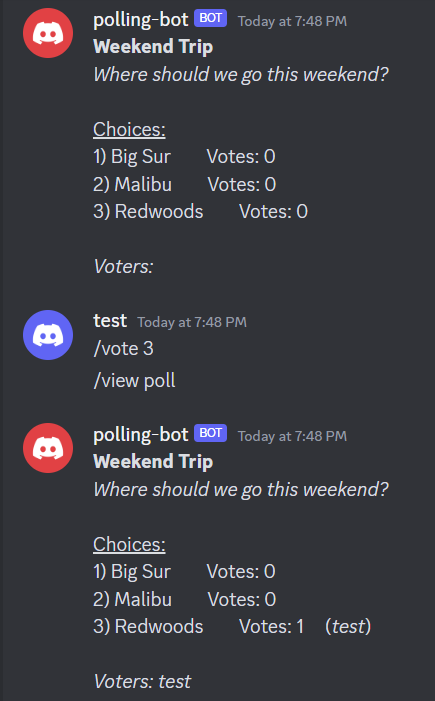 polling-bot BOT Today at 7:48 PM
Weekend Trip
Where should we go this weekend?
Choices:
1) Big Sur Votes: 0
2) Malibu Votes: 0
3) Redwoods Votes: 0
Voters:
test Today at 7:48 PM
/vote 3
/view poll
polling-bot BOT Today at 7:48 PM
Weekend Trip
Where should we go this weekend?
Choices:
1) Big Sur Votes: 0
2) Malibu Votes: 0
3) Redwoods Votes: 1 (test)
Voters: test